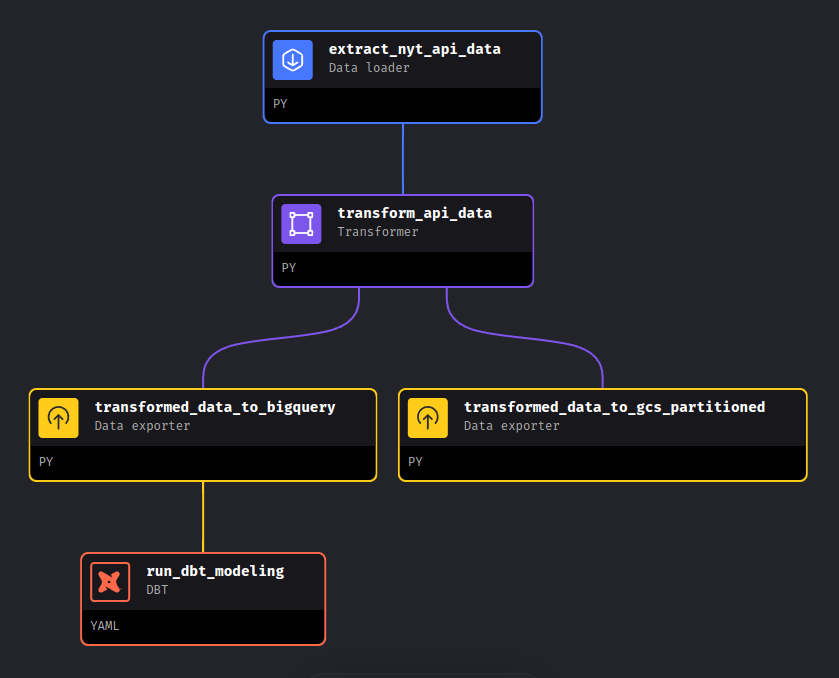 extract_nyt_api_data
Data loader
PY
transform_api_data
Transformer
PY
transformed_data_to_bigquery
Data exporter
PY
transformed_data_to_gcs_partitioned
Data exporter
PY
run_dbt_modeling
DBT
YAML